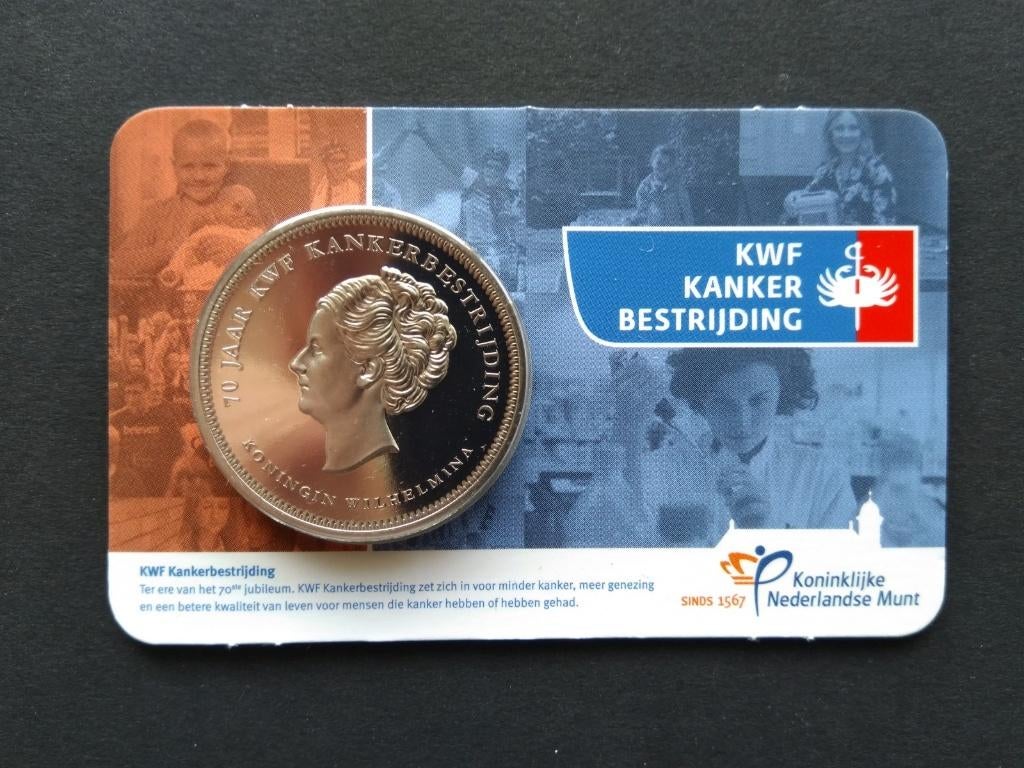 70 JAAR KWF KANKERBESTRIJDING
KONINGIN WILHELMINA
KWF
KANKER
BESTRIJDING
KWF Kankerbestrijding
Ter ere van het 70ste jubileum. KWF Kankerbestrijding zet zich in voor minder kanker, meer genezing
en een betere kwaliteit van leven voor mensen die kanker hebben of hebben gehad.
SINDS 1567
Koninklijke
Nederlandse Munt